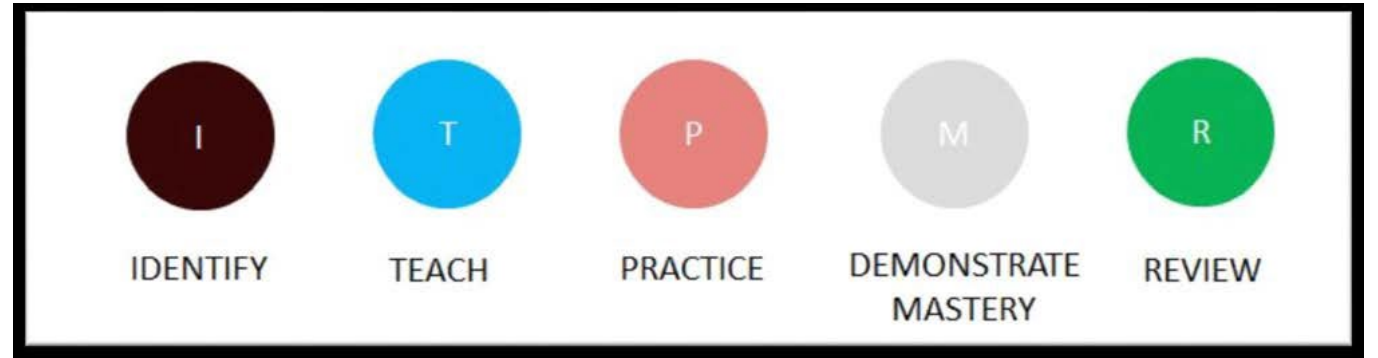 I
T
P
M
R
IDENTIFY
TEACH
PRACTICE
DEMONSTRATE
MASTERY
REVIEW